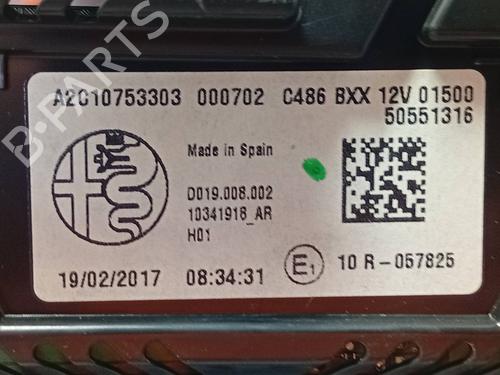 B-PARTS
A2C10753303 000702 C486 BXX 12V 01500
50551316
Made in Spain
D019.008.002
10341916_AR
H01
19/02/2017 08:34:31 E1 10 R-057825